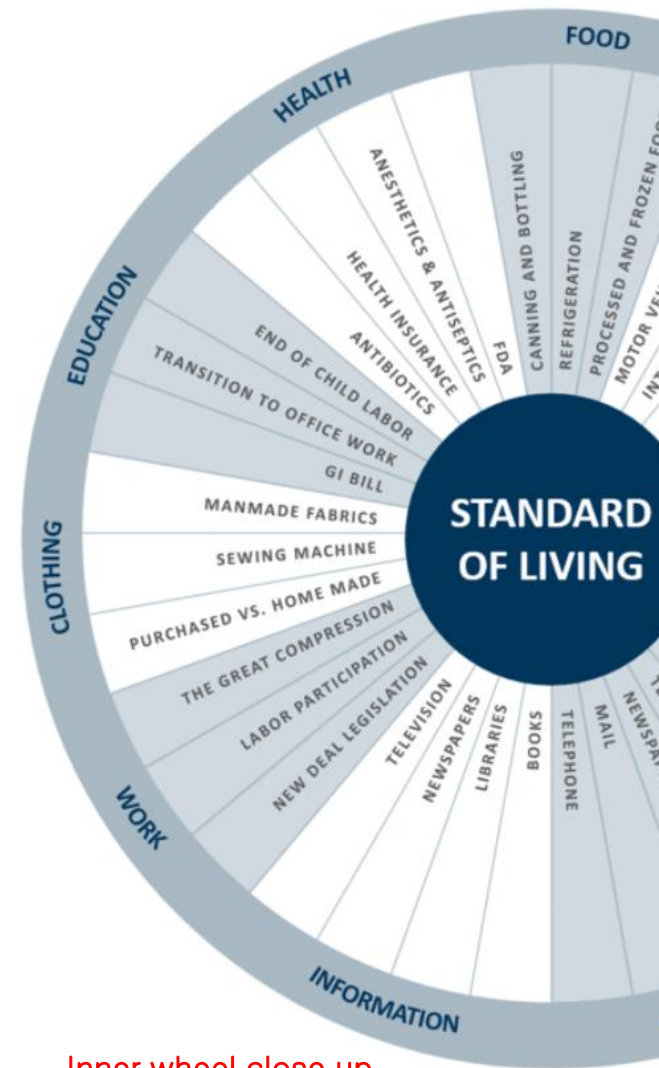 FOOD
HEALTH
EDUCATION
CLOTHING
WORK
INFORMATION
STANDARD
OF LIVING
PROCESSED AND FROZEN
REFRIGERATION
CANNING AND BOTTLING
FDA
ANESTHETICS & ANTISEPTICS
HEALTH INSURANCE
ANTIBIOTICS
END OF CHILD LABOR
TRANSITION TO OFFICE WORK
GI BILL
MANMADE FABRICS
SEWING MACHINE
PURCHASED VS. HOME MADE
THE GREAT COMPRESSION
LABOR PARTICIPATION
NEW DEAL LEGISLATION
TELEVISION
NEWSPAPERS
LIBRARIES
BOOKS
TELEPHONE
MAIL
MOTOR
Inner wheel close up